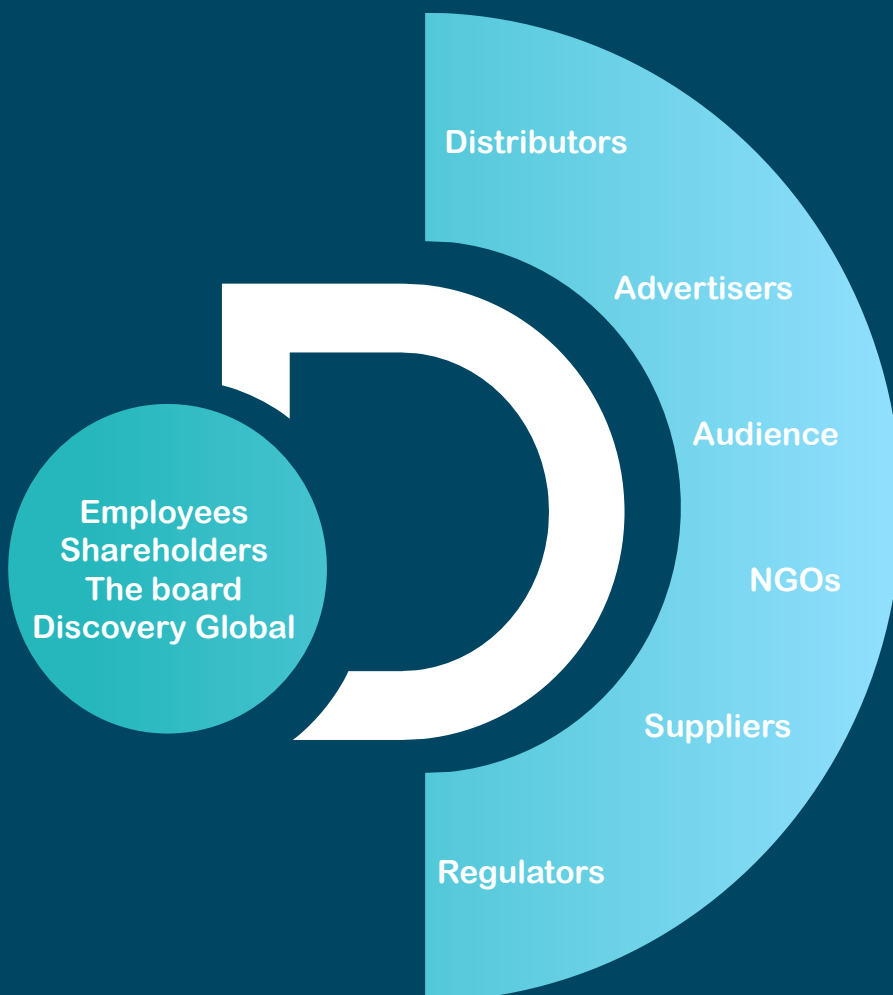 Distributors
Advertisers
Audience
NGOs
Suppliers
Regulators
Employees
Shareholders
The board
Discovery Global